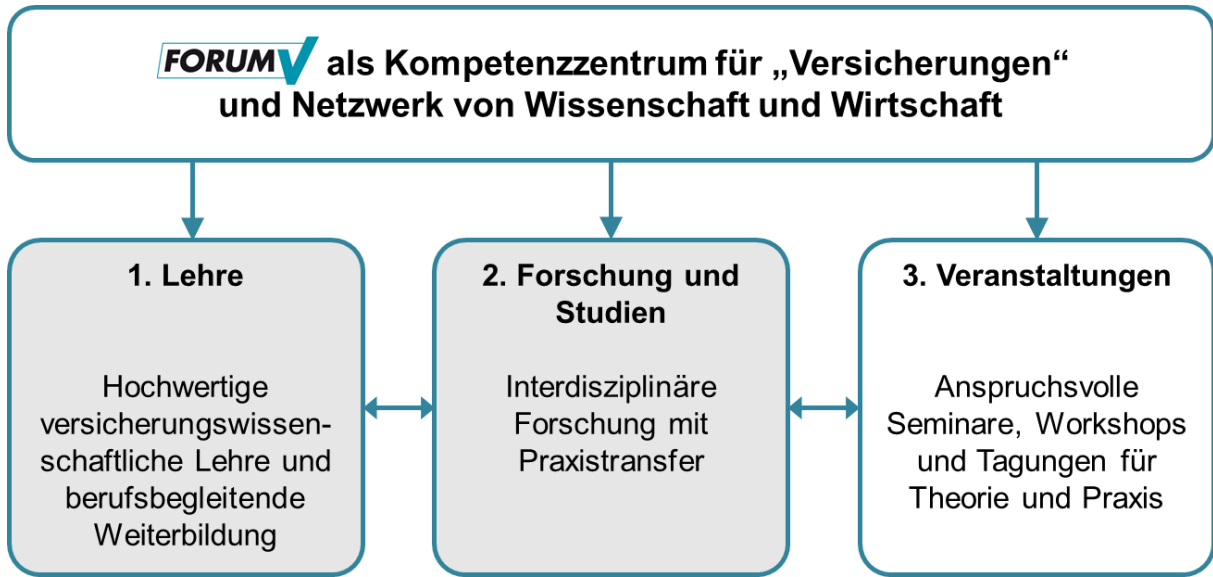 FORUMV als Kompetenzzentrum für „Versicherungen“
und Netzwerk von Wissenschaft und Wirtschaft
1. Lehre
Hochwertige
versicherungswissen-
schaftliche Lehre und
berufsbegleitende
Weiterbildung
2. Forschung und
Studien
Interdisziplinäre
Forschung mit
Praxistransfer
3. Veranstaltungen
Anspruchsvolle
Seminare, Workshops
und Tagungen für
Theorie und Praxis